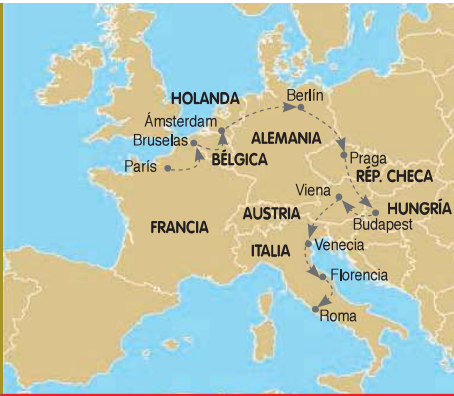 HOLANDA
Berlín
Ámsterdam
Bruselas
ALEMANIA
BÉLGICA
París
Praga
RÉP. CHECA
Viena
HUNGRÍA
AUSTRIA
Budapest
FRANCIA
ITALIA
Venecia
Florencia
Roma